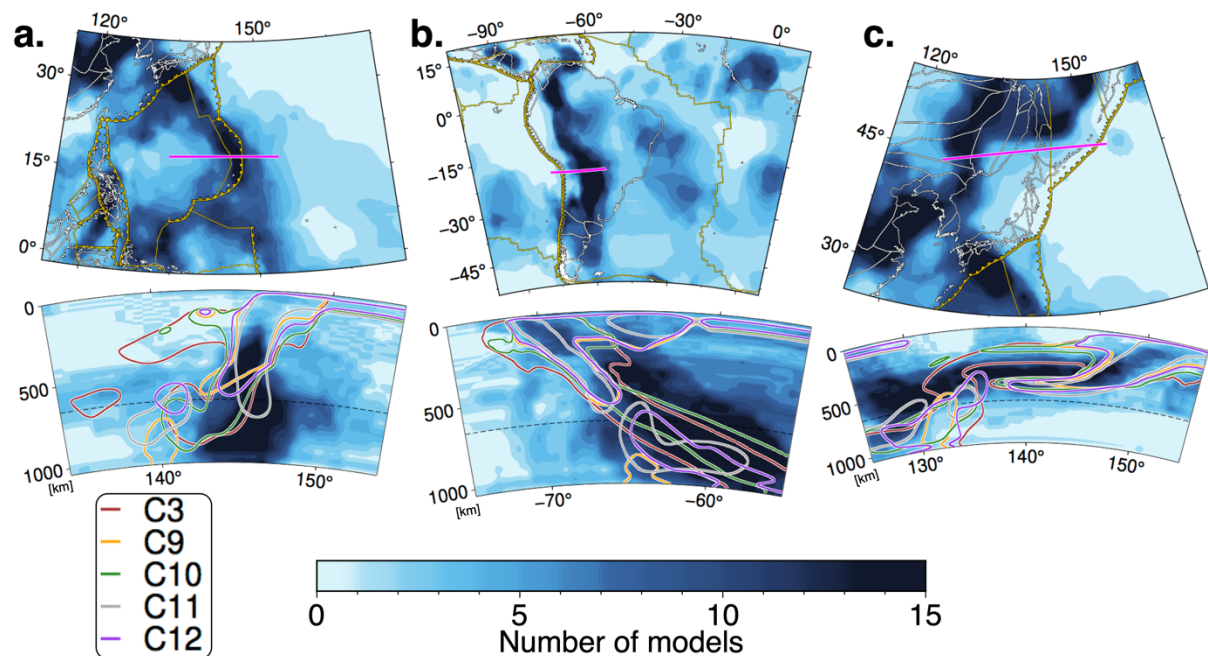 a.
120° 150°
30°
15°
0°
0
500
1000
[km]
140° 150°
b.
−90° −60° −30° 0°
15°
0°
−15°
−30°
−45°
0
500
1000
[km]
−70° −60°
c.
120° 150°
45°
30°
0
500
1000
[km]
130° 140° 150°
C3
C9
C10
C11
C12
0 5 10 15
Number of models